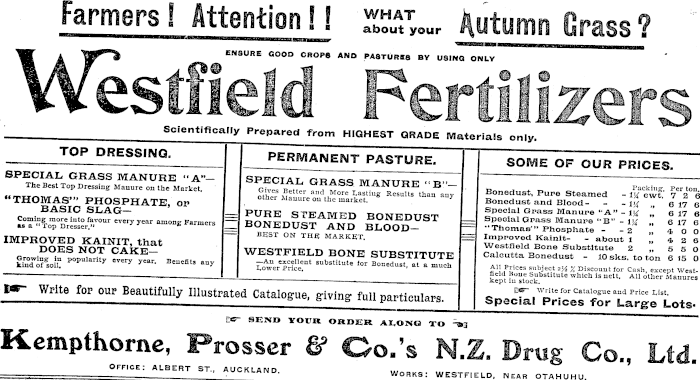 Farmers! Attention!! WHAT about your Autumn Grass?
ENSURE GOOD CROPS AND PASTURES BY USING ONLY
Westfield Fertilizers
Scientifically Prepared from HIGHEST GRADE Materials only.
TOP DRESSING.
SPECIAL GRASS MANURE "A"—
The Best Top Dressing Manure on the Market.
"THOMAS" PHOSPHATE, or
BASIC SLAG—
Coming more into favour every year among Farmers
as a "Top Dresser,"
IMPROVED KAINIT, that
DOES NOT CAKE—
Growing in popularity every year. Benefits any
kind of soil.
PERMANENT PASTURE.
SPECIAL GRASS MANURE "B"—
Gives Better and More Lasting Results than any
other Manure on the market.
PURE STEAMED BONEDUST
BONEDUST AND BLOOD—
BEST ON THE MARKET.
WESTFIELD BONE SUBSTITUTE
—An excellent substitute for Bonedust, at a much
Lower Price.
SOME OF OUR PRICES.
Packing. Per ton.
Bonedust, Pure Steamed - 1¼ cwt. 7 2 6
Bonedust and Blood - - 1¼ „ 6 17 6
Special Grass Manure "A" - 1¼ „ 6 17 6
Special Grass Manure "B" - 1¼ „ 6 17 6
"Thomas" Phosphate - - 2 „ 4 0 0
Improved Kainit - - about 1 „ 4 2 6
Westfield Bone Substitute 2 „ 5 5 0
Calcutta Bonedust - 10 sks. to ton 6 15 0
All Prices subject 2½ % Discount for Cash, except West-
field Bone Substitute which is nett. All other Manures
kept in stock.
Write for Catalogue and Price List.
Special Prices for Large Lots.
Write for our Beautifully Illustrated Catalogue, giving full particulars.
SEND YOUR ORDER ALONG TO
Kempthorne, Prosser & Co.'s N.Z. Drug Co., Ltd.
OFFICE: ALBERT ST., AUCKLAND. WORKS: WESTFIELD, NEAR OTAHUHU.